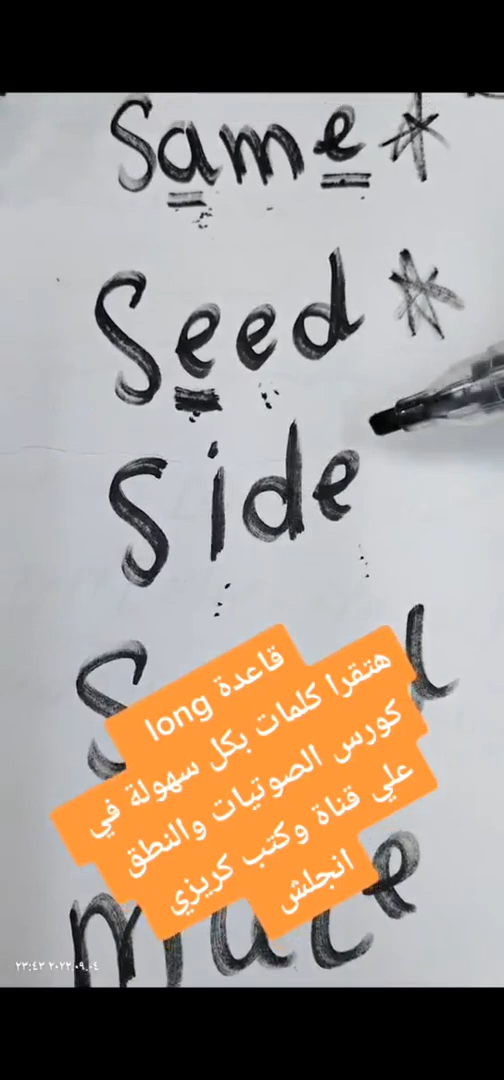 Same *
Seed *
Side
قاعدة long
هتقرا كلمات بكل سهولة في
كورس الصوتيات والنطق
علي قناة وكتب كريزي
انجلش
٢٣:٤٣ ٢٠٢٢.٠٩.٠٤